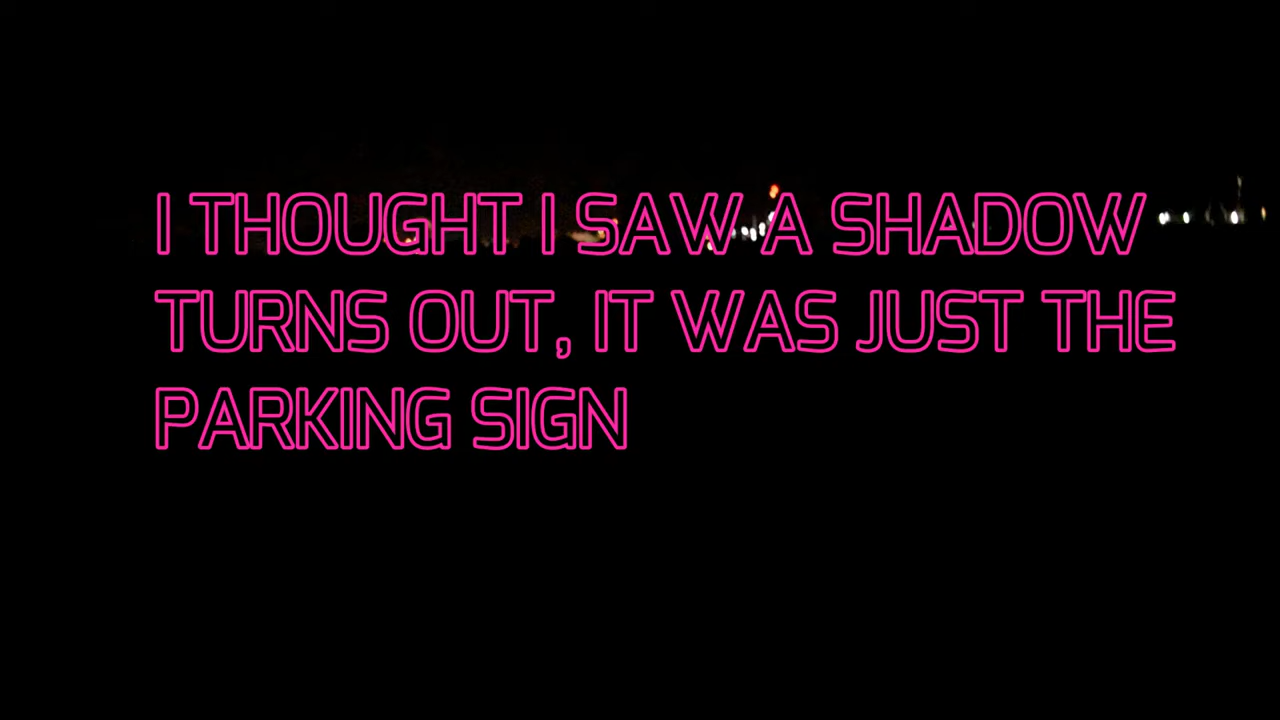 I THOUGHT I SAW A SHADOW
TURNS OUT, IT WAS JUST THE
PARKING SIGN